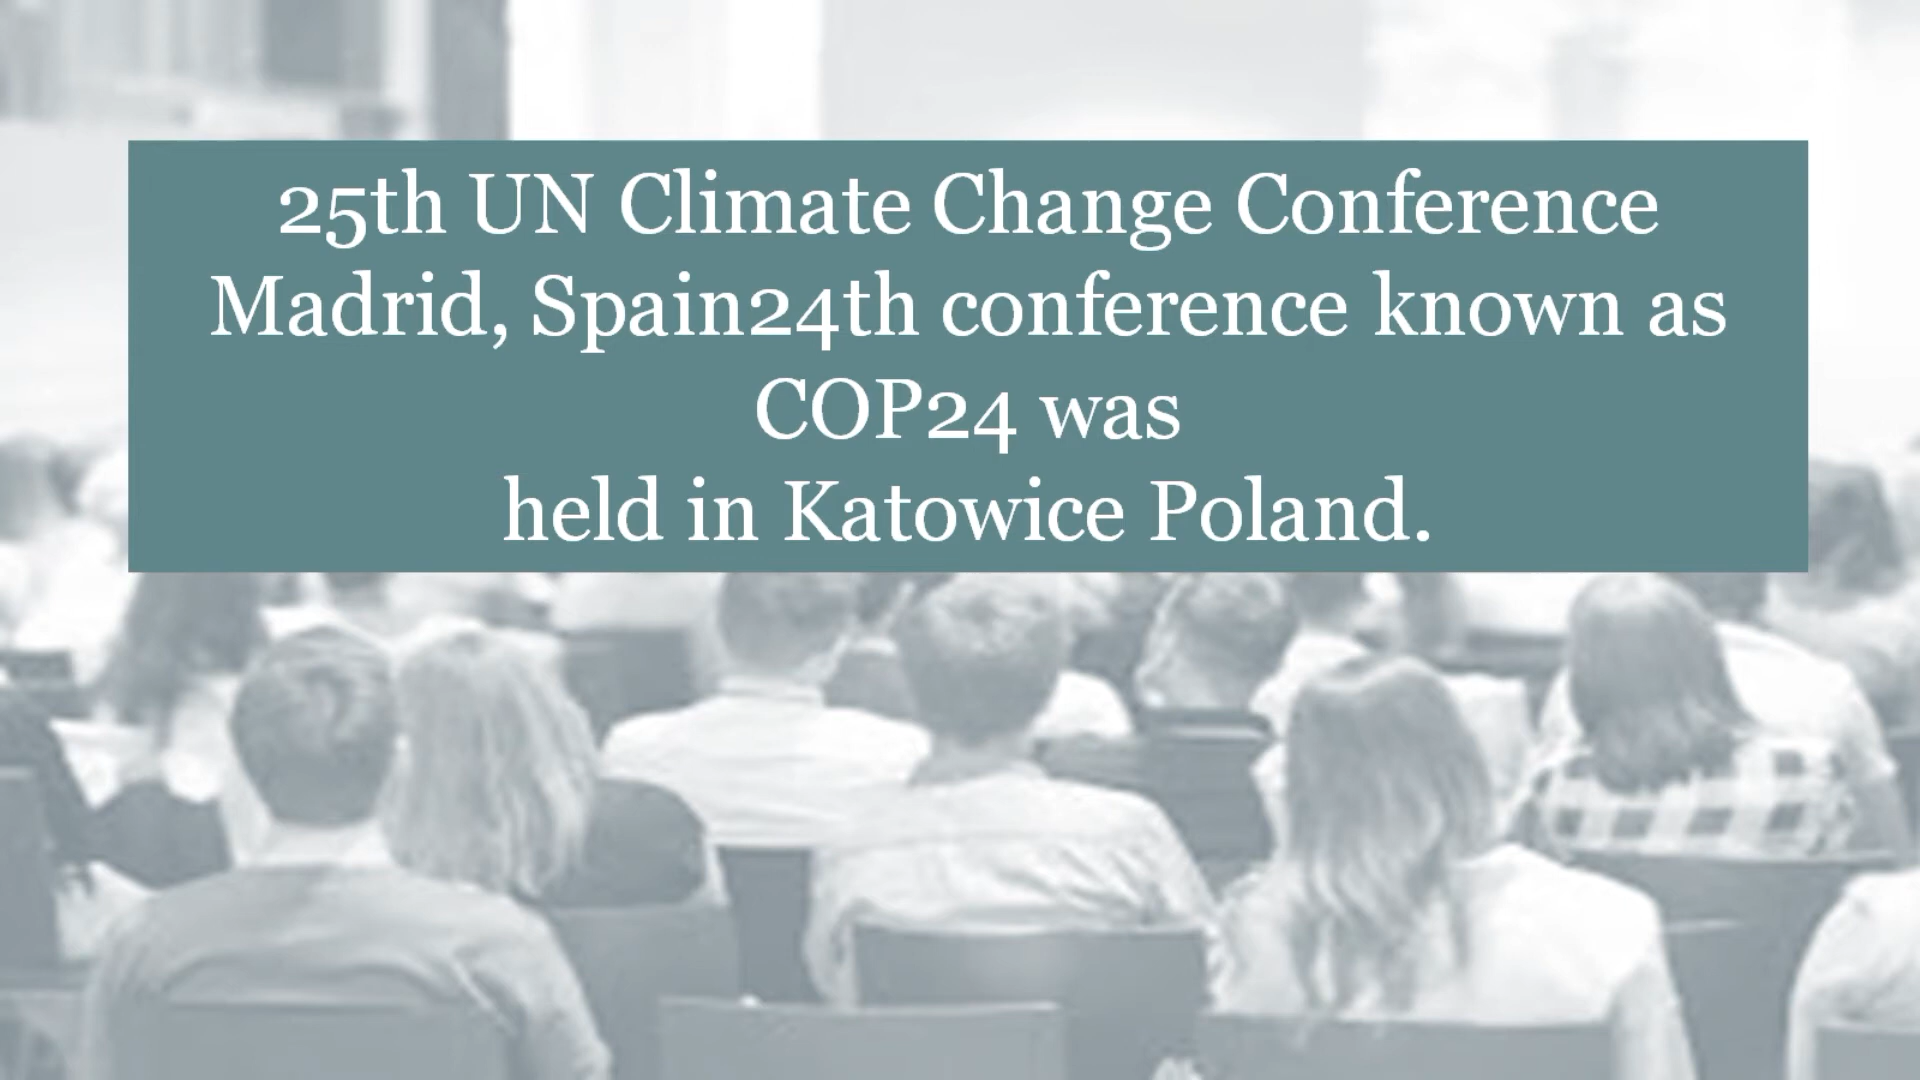 25th UN Climate Change Conference
Madrid, Spain24th conference known as
COP24 was
held in Katowice Poland.